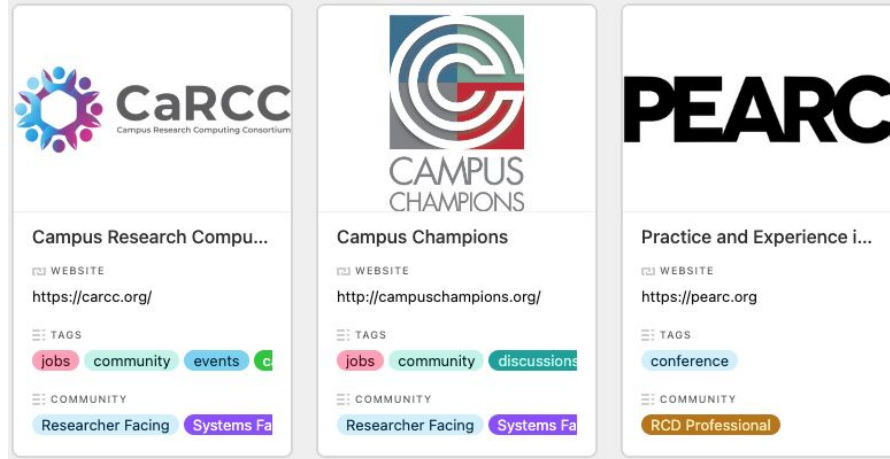 CaRCC
Campus Research Computing Consortium
Campus Research Compu...
WEBSITE
https://carcc.org/
TAGS
jobs community events c
COMMUNITY
Researcher Facing Systems Fa
CAMPUS
CHAMPIONS
Campus Champions
WEBSITE
http://campuschampions.org/
TAGS
jobs community discussions
COMMUNITY
Researcher Facing Systems Fa
PEARC
Practice and Experience i...
WEBSITE
https://pearc.org
TAGS
conference
COMMUNITY
RCD Professional